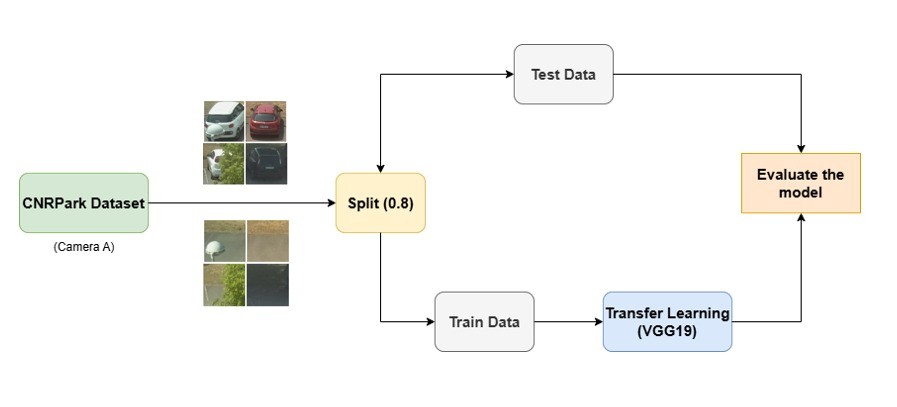 CNRPark Dataset
(Camera A)
Split (0.8)
Test Data
Train Data
Transfer Learning
(VGG19)
Evaluate the
model